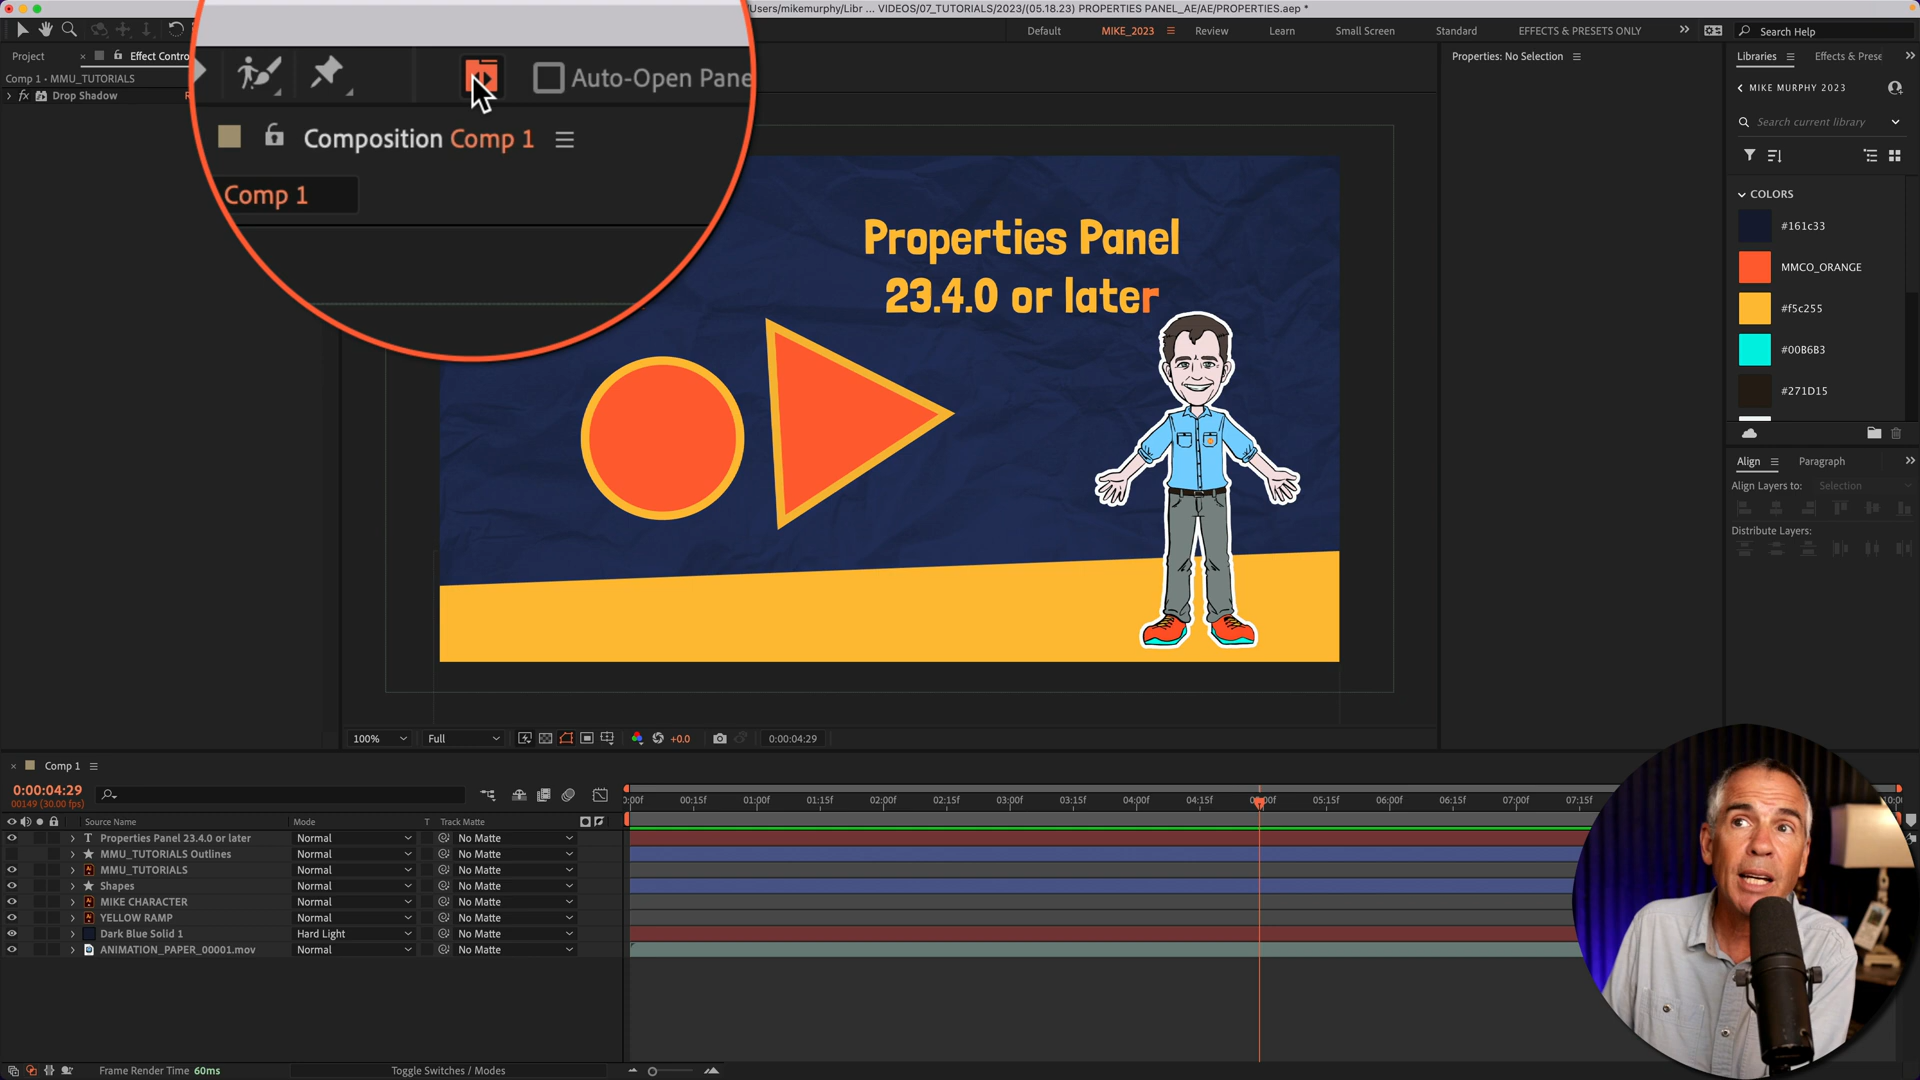 Users/mikemurphy/Libr ... VIDEOS/07_TUTORIALS/2023/(05.18.23) PROPERTIES PANEL_AE/AE/PROPERTIES.aep *
Default
MIKE_2023
Review
Learn
Small Screen
Standard
EFFECTS & PRESETS ONLY
Search Help
Project
Effect Contro
Comp 1 • MMU_TUTORIALS
fx Drop Shadow
Auto-Open Pane
Composition Comp 1
Comp 1
Properties: No Selection
Libraries
Effects & Prese
MIKE MURPHY 2023
Search current library
COLORS
#161c33
MMCO_ORANGE
#f5c255
#00B6B3
#271D15
Align
Paragraph
Align Layers to:
Selection
Distribute Layers:
Properties Panel
23.4.0 or later
100%
Full
+0.0
0:00:04:29
Comp 1
0:00:04:29
00149 (30.00 fps)
0:00f 00:15f 01:00f 01:15f 02:00f 02:15f 03:00f 03:15f 04:00f 04:15f 05:15f 06:00f 06:15f 07:00f 07:15f
Source Name Mode T Track Matte
T Properties Panel 23.4.0 or later Normal No Matte
MMU_TUTORIALS Outlines Normal No Matte
MMU_TUTORIALS Normal No Matte
Shapes Normal No Matte
MIKE CHARACTER Normal No Matte
YELLOW RAMP Normal No Matte
Dark Blue Solid 1 Hard Light No Matte
ANIMATION_PAPER_00001.mov Normal No Matte
Frame Render Time 60ms
Toggle Switches / Modes